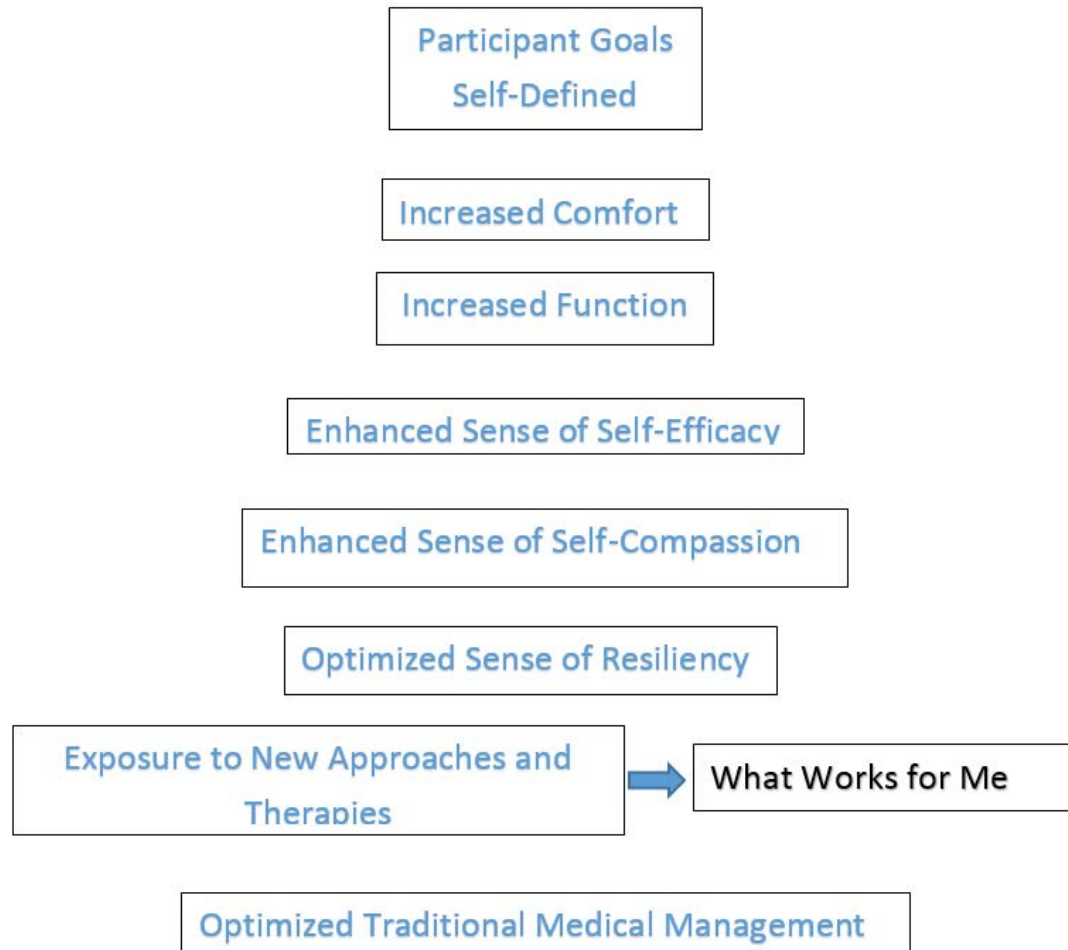 Participant Goals
Self-Defined
Increased Comfort
Increased Function
Enhanced Sense of Self-Efficacy
Enhanced Sense of Self-Compassion
Optimized Sense of Resiliency
Exposure to New Approaches and
Therapies
What Works for Me
Optimized Traditional Medical Management